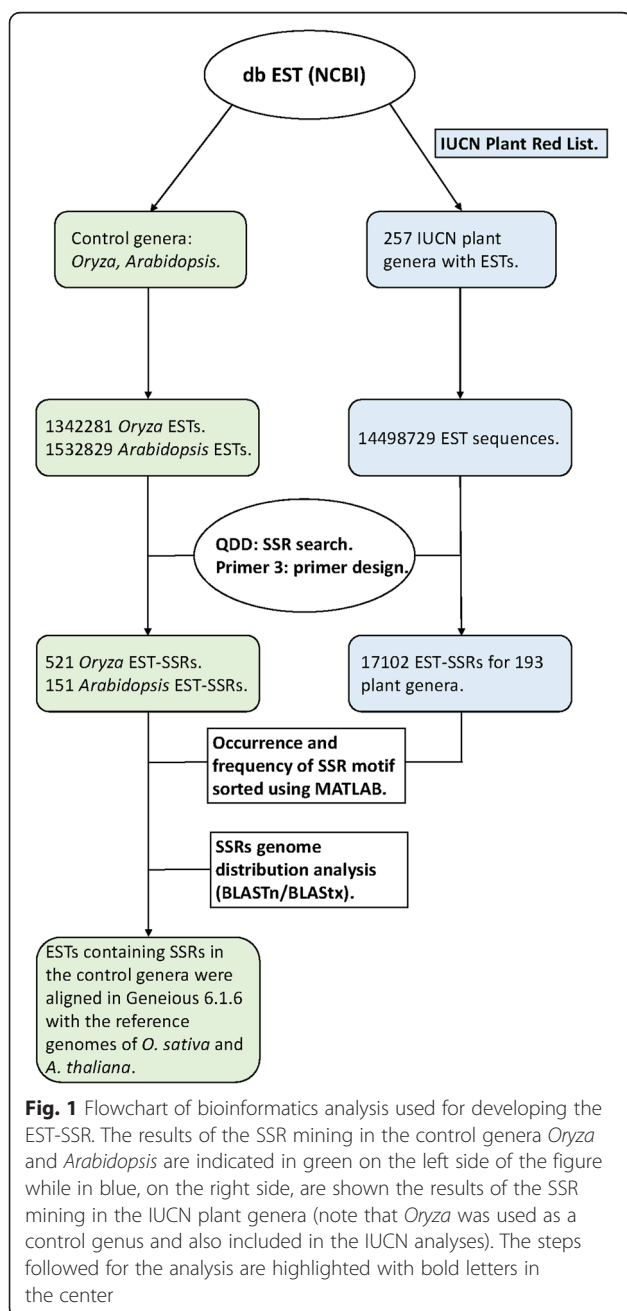 db EST (NCBI)
IUCN Plant Red List.
Control genera:
Oryza, Arabidopsis.
257 IUCN plant
genera with ESTs.
1342281 Oryza ESTs.
1532829 Arabidopsis ESTs.
14498729 EST sequences.
QDD: SSR search.
Primer 3: primer design.
521 Oryza EST-SSRs.
151 Arabidopsis EST-SSRs.
17102 EST-SSRs for 193
plant genera.
Occurrence and
frequency of SSR motif
sorted using MATLAB.
SSRs genome
distribution analysis
(BLASTn/BLAStx).
ESTs containing SSRs in
the control genera were
aligned in Geneious 6.1.6
with the reference
genomes of O. sativa and
A. thaliana.
Fig. 1 Flowchart of bioinformatics analysis used for developing the
EST-SSR. The results of the SSR mining in the control genera Oryza
and Arabidopsis are indicated in green on the left side of the figure
while in blue, on the right side, are shown the results of the SSR
mining in the IUCN plant genera (note that Oryza was used as a
control genus and also included in the IUCN analyses). The steps
followed for the analysis are highlighted with bold letters in
the center